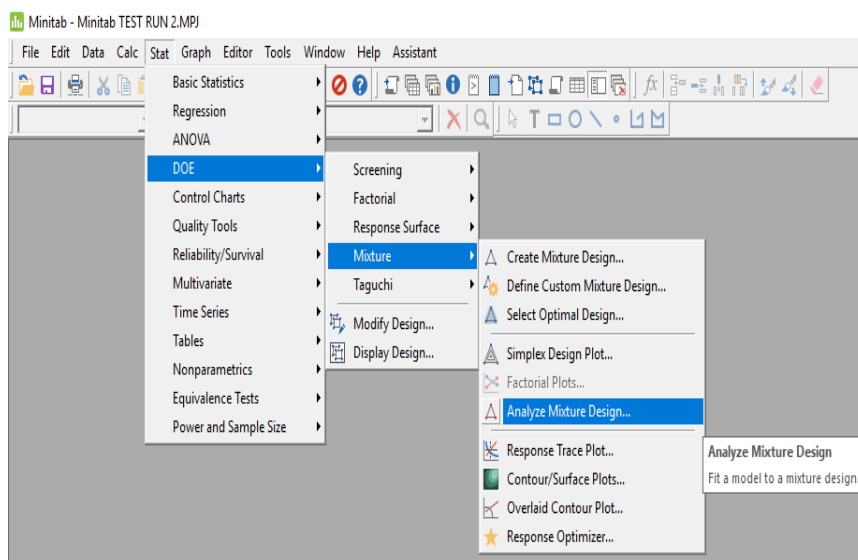 Minitab - Minitab TEST RUN 2.MPJ
File Edit Data Calc Stat Graph Editor Tools Window Help Assistant
Basic Statistics
Regression
ANOVA
DOE
Control Charts
Quality Tools
Reliability/Survival
Multivariate
Time Series
Tables
Nonparametrics
Equivalence Tests
Power and Sample Size
Screening
Factorial
Response Surface
Mixture
Taguchi
Modify Design...
Display Design...
Create Mixture Design...
Define Custom Mixture Design...
Select Optimal Design...
Simplex Design Plot...
Factorial Plots...
Analyze Mixture Design...
Response Trace Plot...
Contour/Surface Plots...
Overlaid Contour Plot...
Response Optimizer...
Analyze Mixture Design
Fit a model to a mixture design